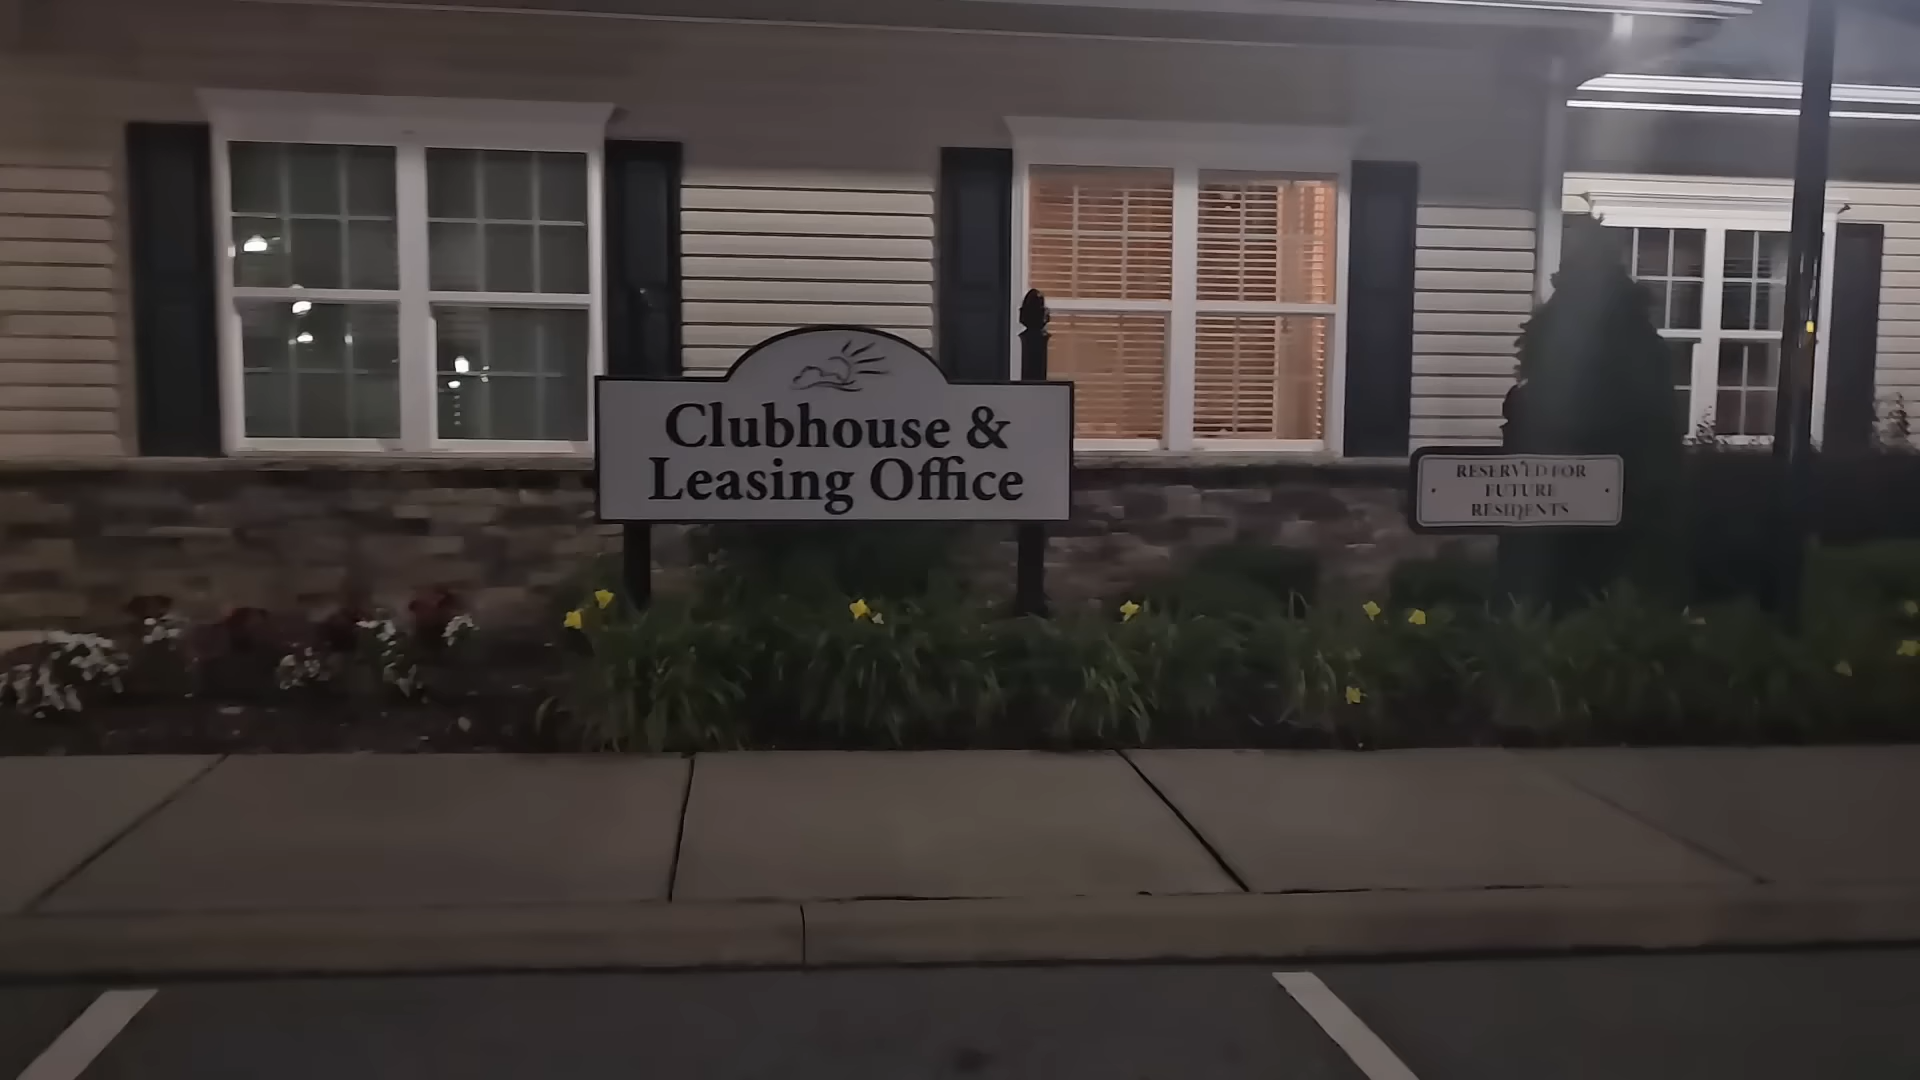 Clubhouse &
Leasing Office
RESERVED FOR
FUTURE
RESIDENTS